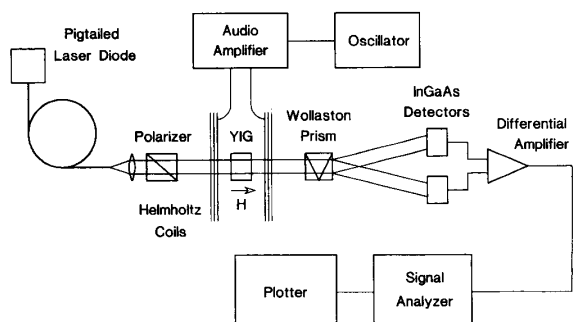 Pigtailed
Laser Diode
Audio
Amplifier
Oscillator
InGaAs
Detectors
Polarizer
YIG
Wollaston
Prism
Differential
Amplifier
H
Helmholtz
Coils
Plotter
Signal
Analyzer